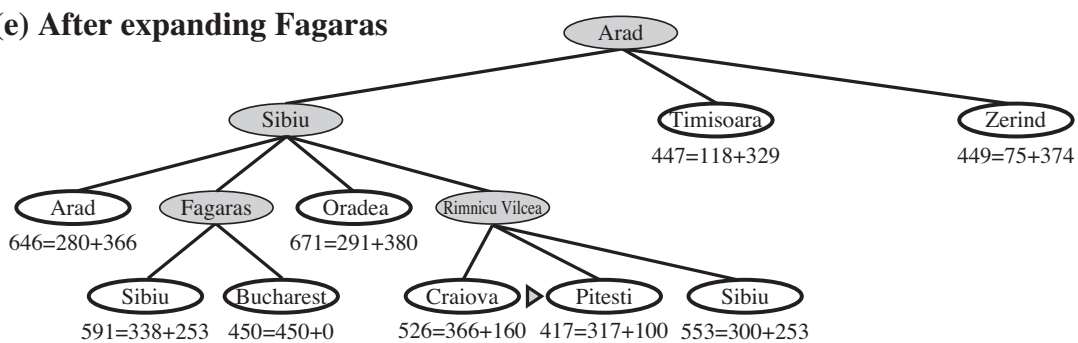 (e) After expanding Fagaras
Arad
Sibiu
Timisoara
Zerind
447=118+329
449=75+374
Arad
Fagaras
Oradea
Rimnicu Vilcea
646=280+366
671=291+380
Sibiu
Bucharest
Craiova
Pitesti
Sibiu
591=338+253
450=450+0
526=366+160
417=317+100
553=300+253